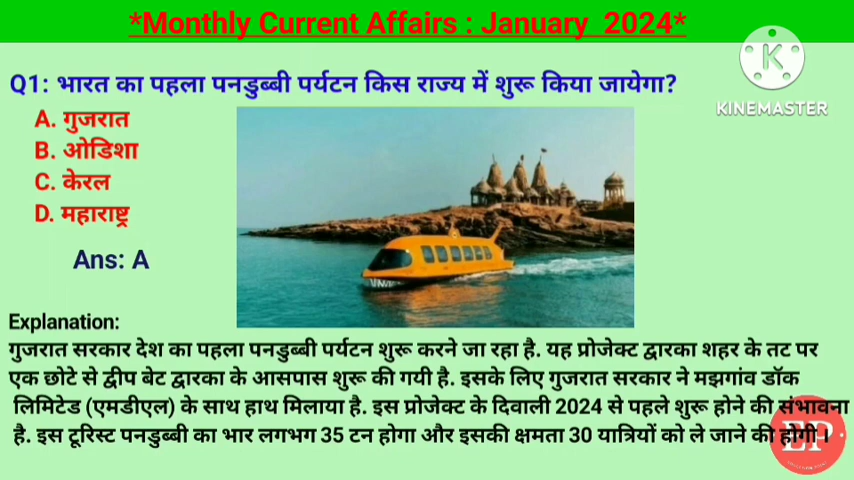 *Monthly Current Affairs : January 2024*
K
KINEMASTER
Q1: भारत का पहला पनडुब्बी पर्यटन किस राज्य में शुरू किया जायेगा?
A. गुजरात
B. ओडिशा
C. केरल
D. महाराष्ट्र
Ans: A
Explanation:
गुजरात सरकार देश का पहला पनडुब्बी पर्यटन शुरू करने जा रहा है. यह प्रोजेक्ट द्वारका शहर के तट पर
एक छोटे से द्वीप बेट द्वारका के आसपास शुरू की गयी है. इसके लिए गुजरात सरकार ने मझगांव डॉक
लिमिटेड (एमडीएल) के साथ हाथ मिलाया है. इस प्रोजेक्ट के दिवाली 2024 से पहले शुरू होने की संभावना
है. इस टूरिस्ट पनडुब्बी का भार लगभग 35 टन होगा और इसकी क्षमता 30 यात्रियों को ले जाने की होगी।
EP